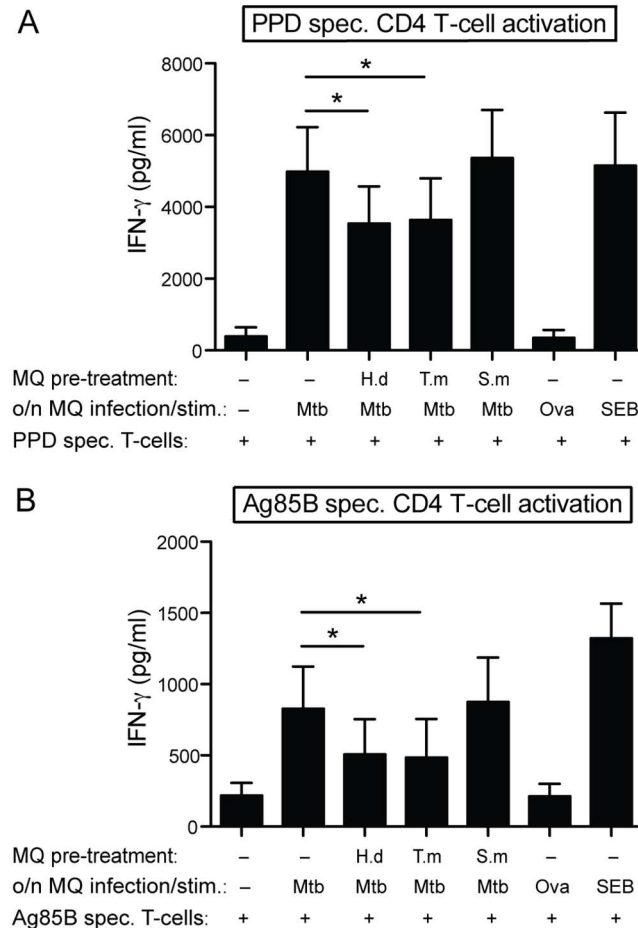 A
PPD spec. CD4 T-cell activation
8000
6000
4000
2000
0
IFN-γ (pg/ml)
*
*
MQ pre-treatment: – – H.d T.m S.m – –
o/n MQ infection/stim.: – Mtb Mtb Mtb Mtb Ova SEB
PPD spec. T-cells: + + + + + + +
B
Ag85B spec. CD4 T-cell activation
2000
1500
1000
500
0
IFN-γ (pg/ml)
*
*
MQ pre-treatment: – – H.d T.m S.m – –
o/n MQ infection/stim.: – Mtb Mtb Mtb Mtb Ova SEB
Ag85B spec. T-cells: + + + + + + +